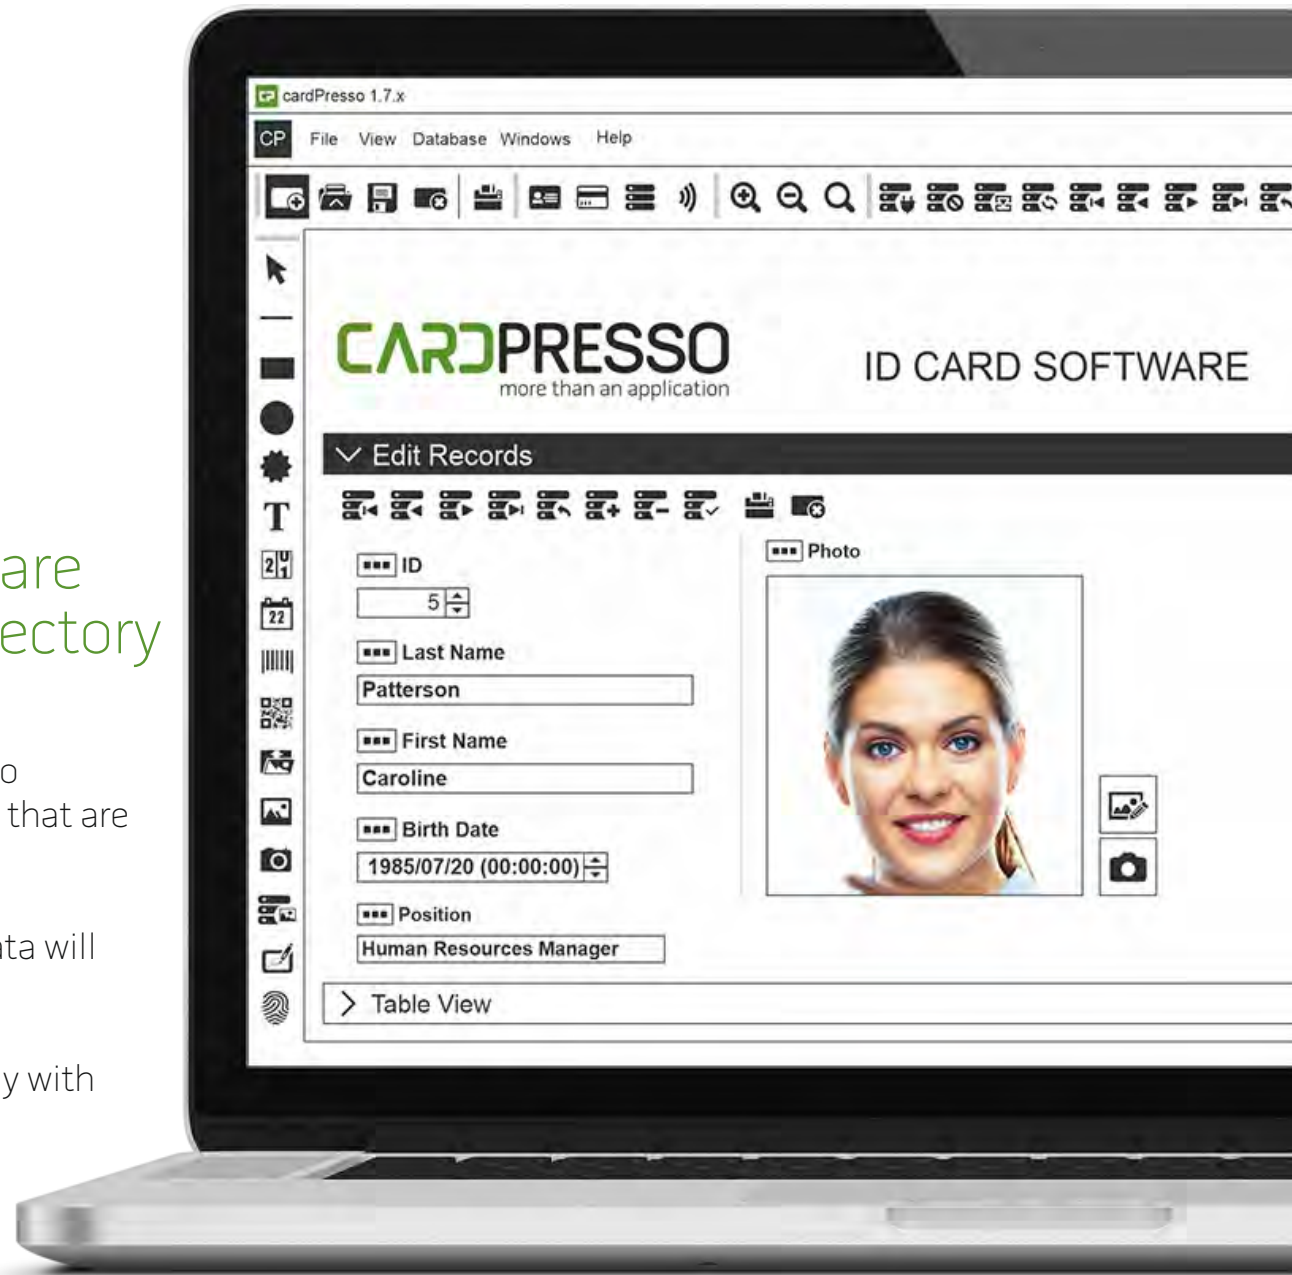 cardPresso 1.7.x
CP File View Database Windows Help
CARDPRESSO
more than an application
ID CARD SOFTWARE
Edit Records
ID
5
Last Name
Patterson
First Name
Caroline
Birth Date
1985/07/20 (00:00:00)
Position
Human Resources Manager
Photo
Table View
T
22
are
ectory
o
that are
ata will
y with